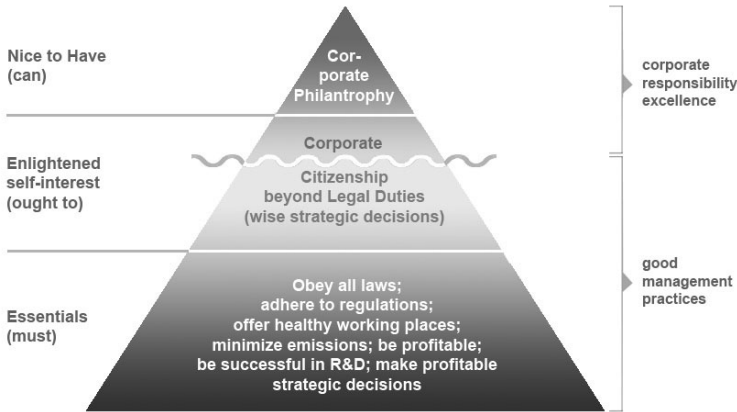 Nice to Have
(can)
Cor-
porate
Philantrophy
corporate
responsibility
excellence
Enlightened
self-interest
(ought to)
Corporate
Citizenship
beyond Legal Duties
(wise strategic decisions)
good
management
practices
Essentials
(must)
Obey all laws;
adhere to regulations;
offer healthy working places;
minimize emissions; be profitable;
be successful in R&D; make profitable
strategic decisions